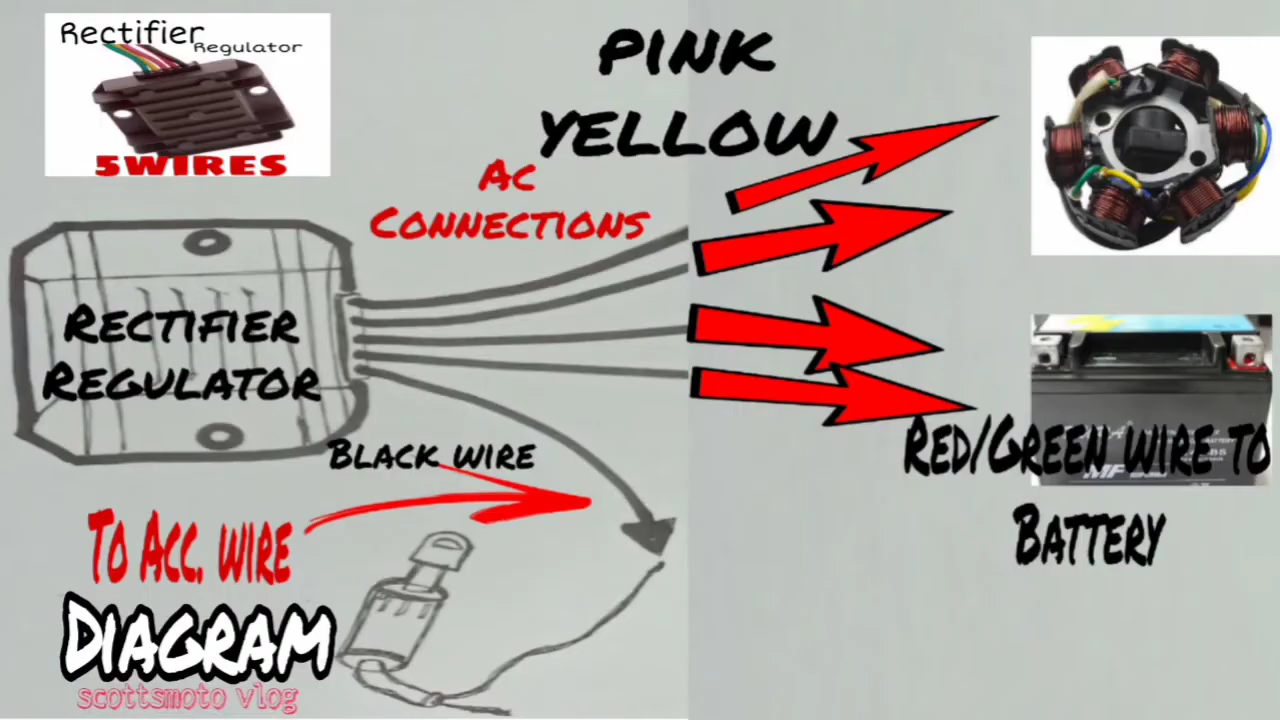 Rectifier
Regulator
5WIRES
PINK
YELLOW
AC
CONNECTIONS
RECTIFIER
REGULATOR
BLACK WIRE
TO ACC. WIRE
RED/GREEN WIRE TO
BATTERY
MF
DIAGRAM
scottsmoto vlog